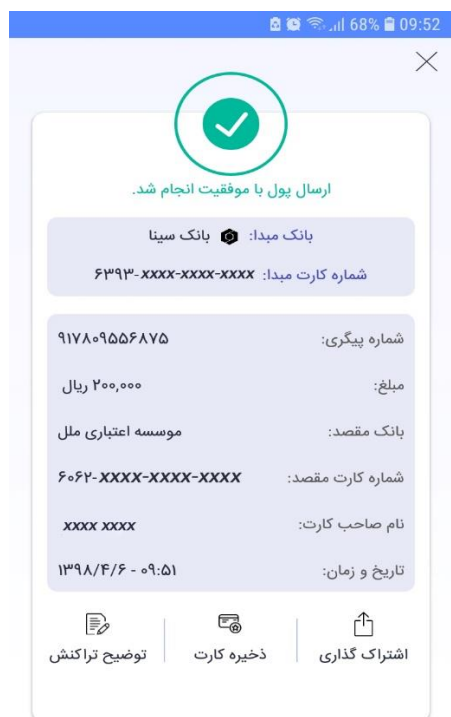 68% 09:52
ارسال پول با موفقیت انجام شد.
بانک مبدا: بانک سینا
شماره کارت مبدا: ۶۳۹۳-xxxx-xxxx-xxxx
شماره پیگری: ۹۱۷۸۰۹۵۵۶۸۷۵
مبلغ: ۲۰۰,۰۰۰ ریال
بانک مقصد: موسسه اعتباری ملل
شماره کارت مقصد: ۶۰۶۲-XXXX-XXXX-XXXX
نام صاحب کارت: xxxx xxxx
تاریخ و زمان: ۱۳۹۸/۴/۶ - ۰۹:۵۱
اشتراک گذاری ذخیره کارت توضیح تراکنش